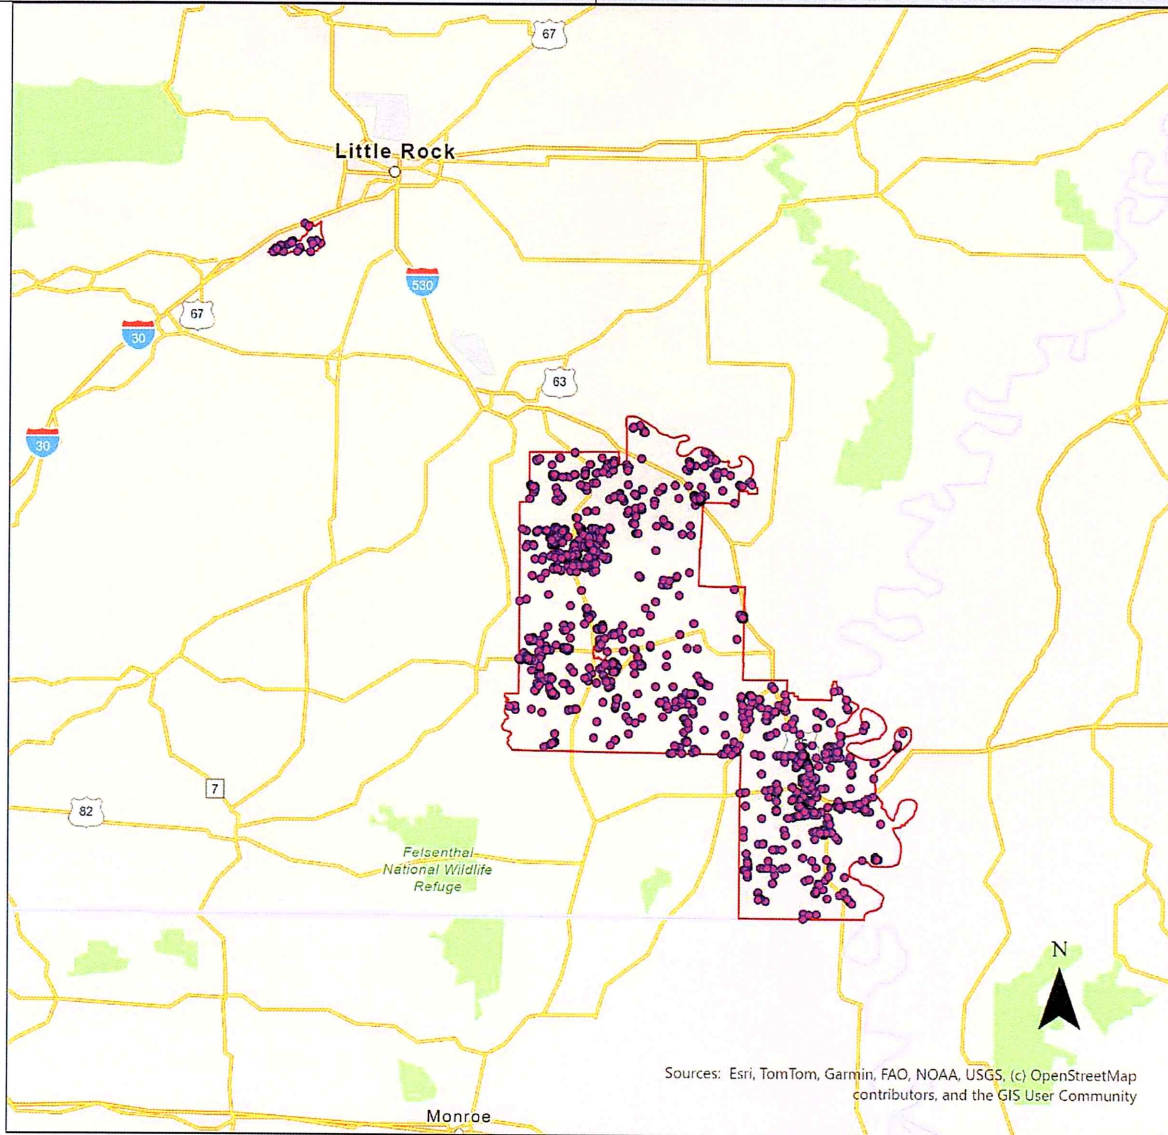 67
Little Rock
530
67
30
63
30
7
82
Felsenthal
National Wildlife
Refuge
N
Sources: Esri, TomTom, Garmin, FAO, NOAA, USGS, (c) OpenStreetMap
contributors, and the GIS User Community
Monroe